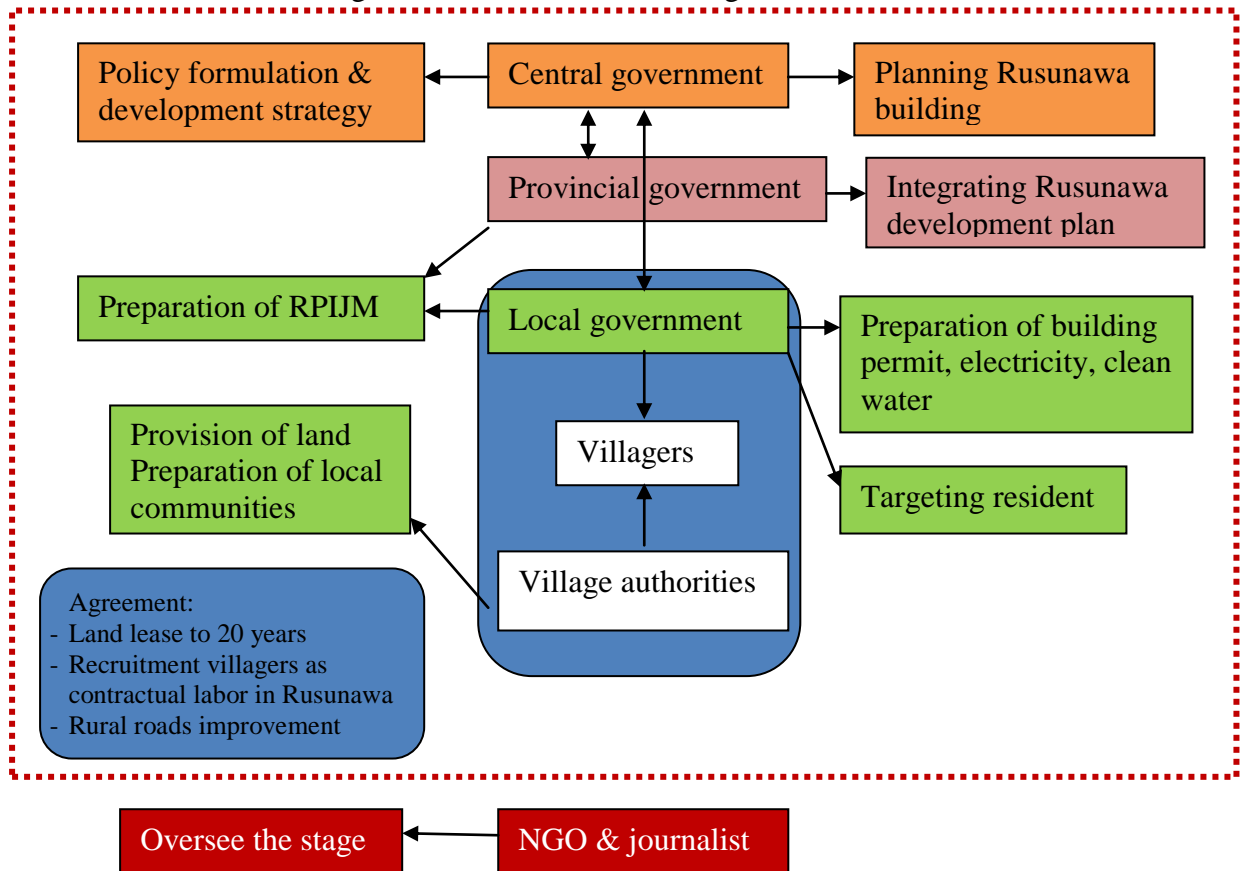 Policy formulation &
development strategy
Central government
Planning Rusunawa
building
Provincial government
Integrating Rusunawa
development plan
Preparation of RPIJM
Local government
Preparation of building
permit, electricity, clean
water
Provision of land
Preparation of local
communities
Villagers
Targeting resident
Village authorities
Agreement:
- Land lease to 20 years
- Recruitment villagers as
contractual labor in Rusunawa
- Rural roads improvement
Oversee the stage
NGO & journalist